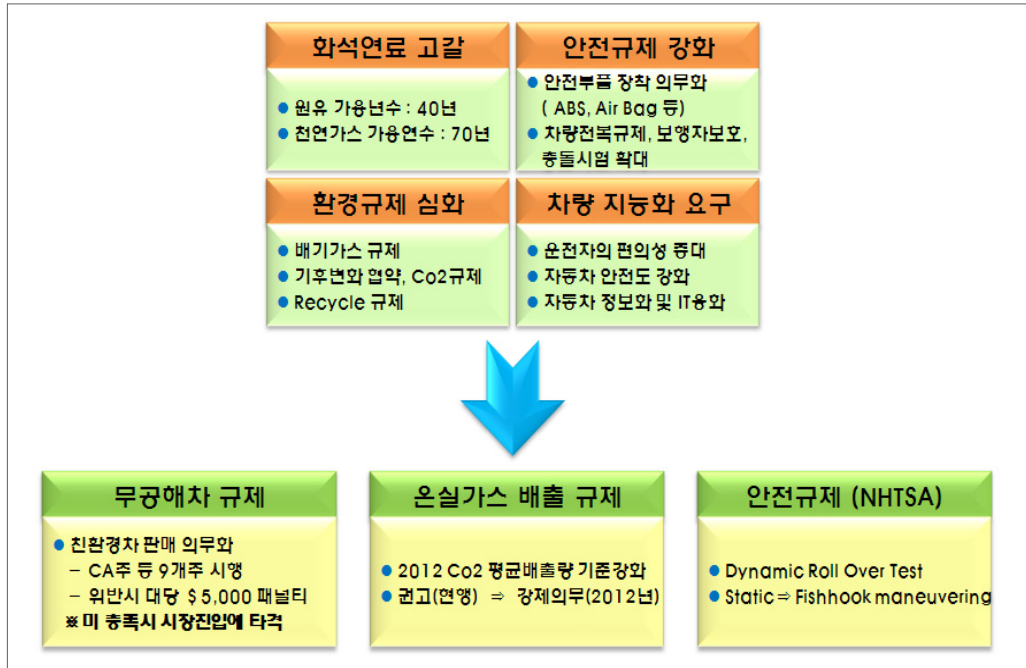 화석연료 고갈
● 원유 가용년수 : 40년
● 천연가스 가용연수 : 70년
안전규제 강화
● 안전부품 장착 의무화
( ABS, Air Bag 등)
● 차량전복규제, 보행자보호,
충돌시험 확대
환경규제 심화
● 배기가스 규제
● 기후변화 협약, Co2규제
● Recycle 규제
차량 지능화 요구
● 운전자의 편의성 증대
● 자동차 안전도 강화
● 자동차 정보화 및 IT융화
무공해차 규제
● 친환경차 판매 의무화
– CA주 등 9개주 시행
– 위반시 대당 $5,000 패널티
※ 미 충족시 시장진입에 타격
온실가스 배출 규제
● 2012 Co2 평균배출량 기준강화
● 권고(현행) ⇒ 강제의무(2012년)
안전규제 (NHTSA)
● Dynamic Roll Over Test
● Static ⇒ Fishhook maneuvering